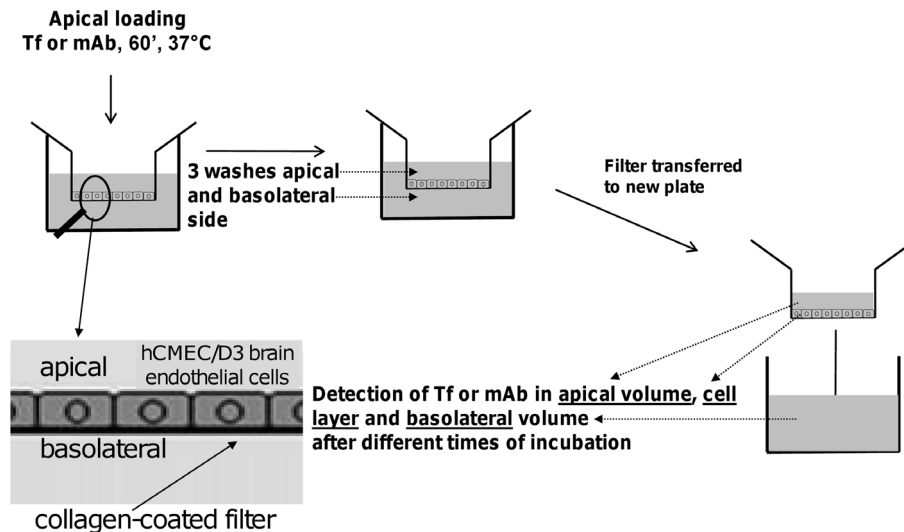 Apical loading
Tf or mAb, 60’, 37°C
3 washes apical
and basolateral
side
Filter transferred
to new plate
apical
hCMEC/D3 brain
endothelial cells
basolateral
collagen-coated filter
Detection of Tf or mAb in apical volume, cell
layer and basolateral volume
after different times of incubation